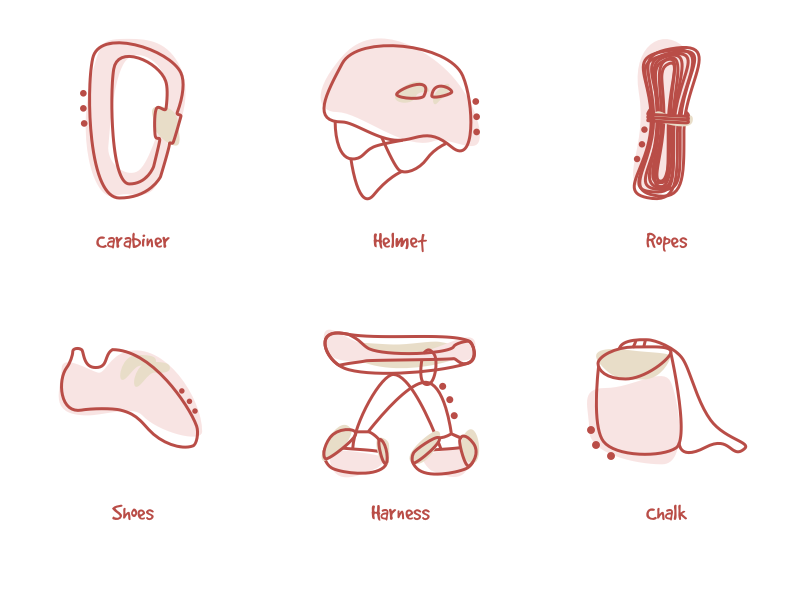 Carabiner
Helmet
Ropes
Shoes
Harness
Chalk